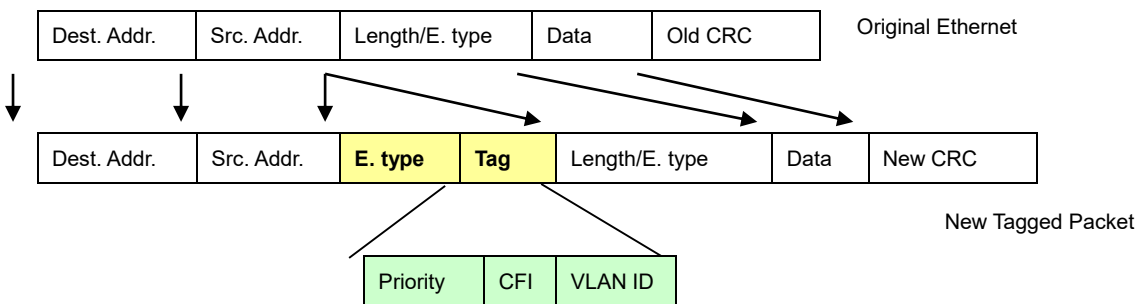 Dest. Addr. Src. Addr. Length/E. type Data Old CRC Original Ethernet
Dest. Addr. Src. Addr. E. type Tag Length/E. type Data New CRC
New Tagged Packet
Priority CFI VLAN ID